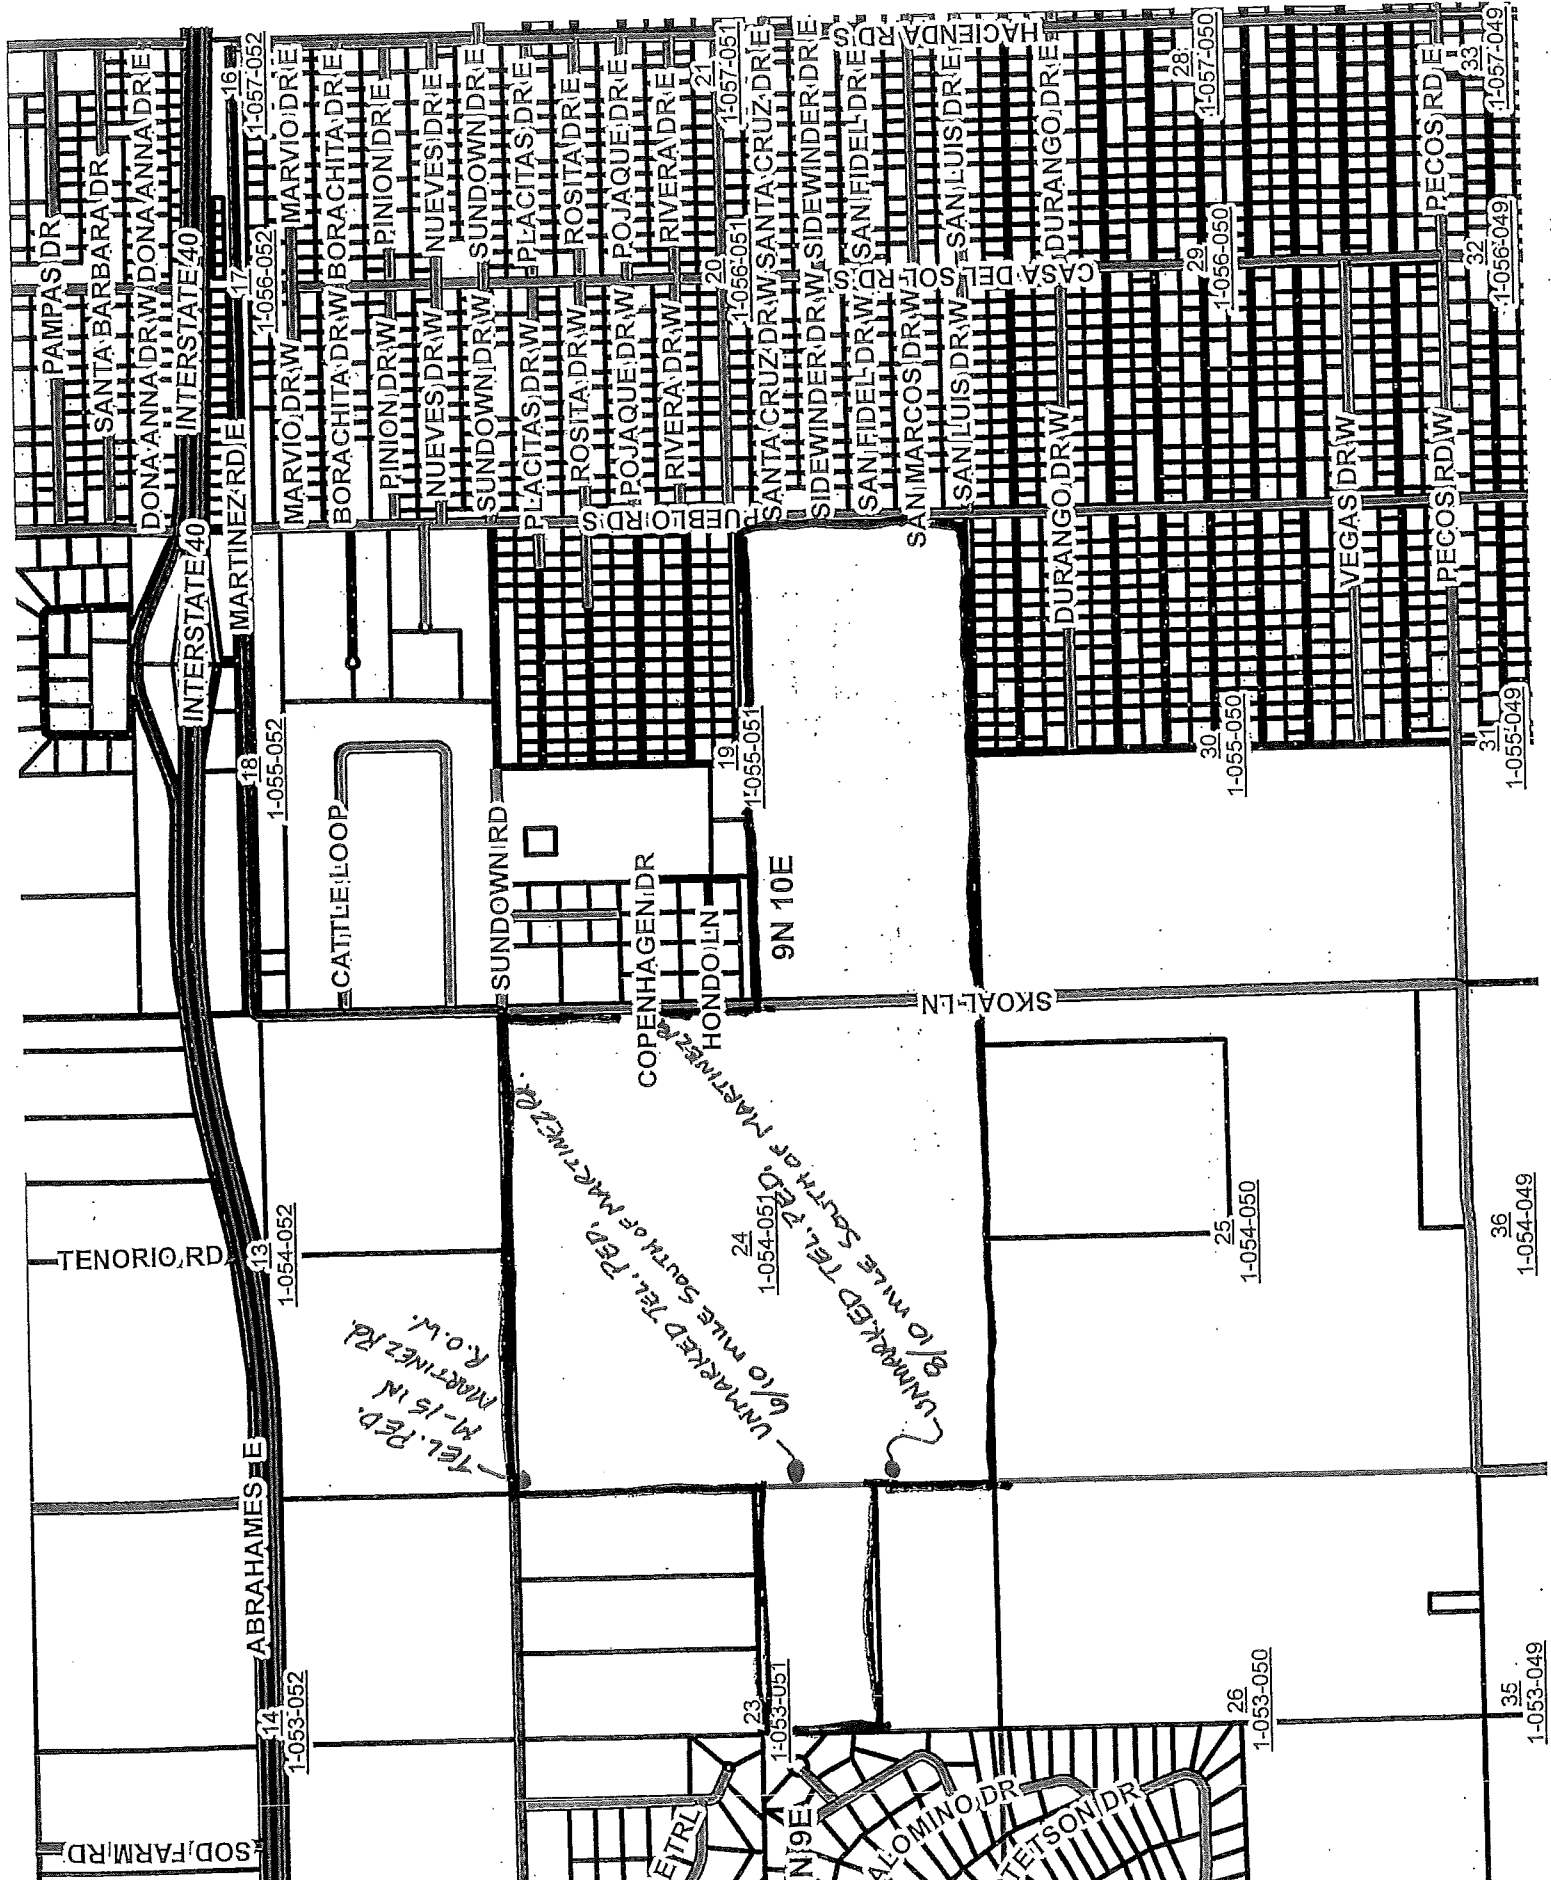 PAMPAS DR
SANTA BARBARA DR
DONA ANNA DR W
DONA ANNA DR E
INTERSTATE 40
INTERSTATE 40
MARTINEZ RD E
16
1-057-052
17
1-056-052
18
1-055-052
MARVIO DR W
MARVIO DR E
BORACHITA DR W
BORACHITA DR E
PINION DR W
PINION DR E
NUEVES DR W
NUEVES DR E
SUNDOWN DR W
SUNDOWN DR E
PLACITAS DR W
PLACITAS DR E
ROSITA DR W
ROSITA DR E
POJAQUE DR W
POJAQUE DR E
RIVERA DR W
RIVERA DR E
21
1-057-051
20
1-056-051
19
1-055-051
SANTA CRUZ DR W
SANTA CRUZ DR E
SIDEWINDER DR W
SIDEWINDER DR E
SAN FIDEL DR W
SAN FIDEL DR E
SAN MARCOS DR W
SAN LUIS DR W
SAN LUIS DR E
DURANGO DR W
DURANGO DR E
HACIENDA RD S
CASA DEL SOL RD S
UEBLO RD S
28
1-057-050
29
1-056-050
30
1-055-050
VEGAS DR W
PECOS RD W
PECOS RD E
33
1-057-049
32
1-056-049
31
1-055-049
CATTLE LOOP
SUNDOWN RD
COPENHAGEN DR
HONDO LN
9N 10E
SKOAL LN
TENORIO RD
13
1-054-052
24
1-054-051
25
1-054-050
36
1-054-049
TEL. PED.
M-15 IN
MARTINEZ Rd.
R.O.W.
UNMARKED TEL. PED.
6/10 MILE SOUTH OF MARTINEZ Rd.
UNMARKED TEL. PED.
8/10 MILE SOUTH OF MARTINEZ Rd.
ABRAHAMES E
14
1-053-052
23
1-053-051
26
1-053-050
35
1-053-049
SOD FARM RD
E TRL
N 9E
ALOMINO DR
TETSON DR